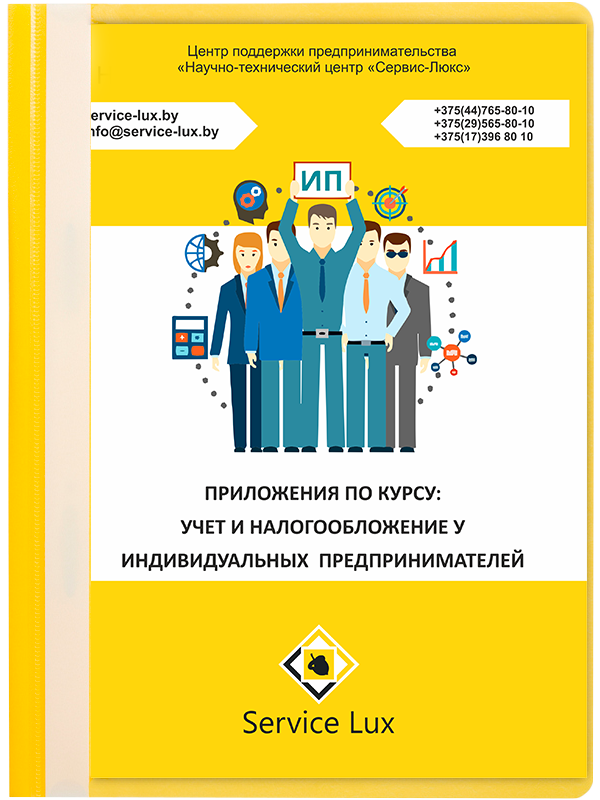 Центр поддержки предпринимательства
«Научно-технический центр «Сервис-Люкс»
ervice-lux.by
nfo@service-lux.by
+375(44)765-80-10
+375(29)565-80-10
+375(17)396 80 10
ИП
ПРИЛОЖЕНИЯ ПО КУРСУ:
УЧЕТ И НАЛОГООБЛОЖЕНИЕ У
ИНДИВИДУАЛЬНЫХ ПРЕДПРИНИМАТЕЛЕЙ
Service Lux